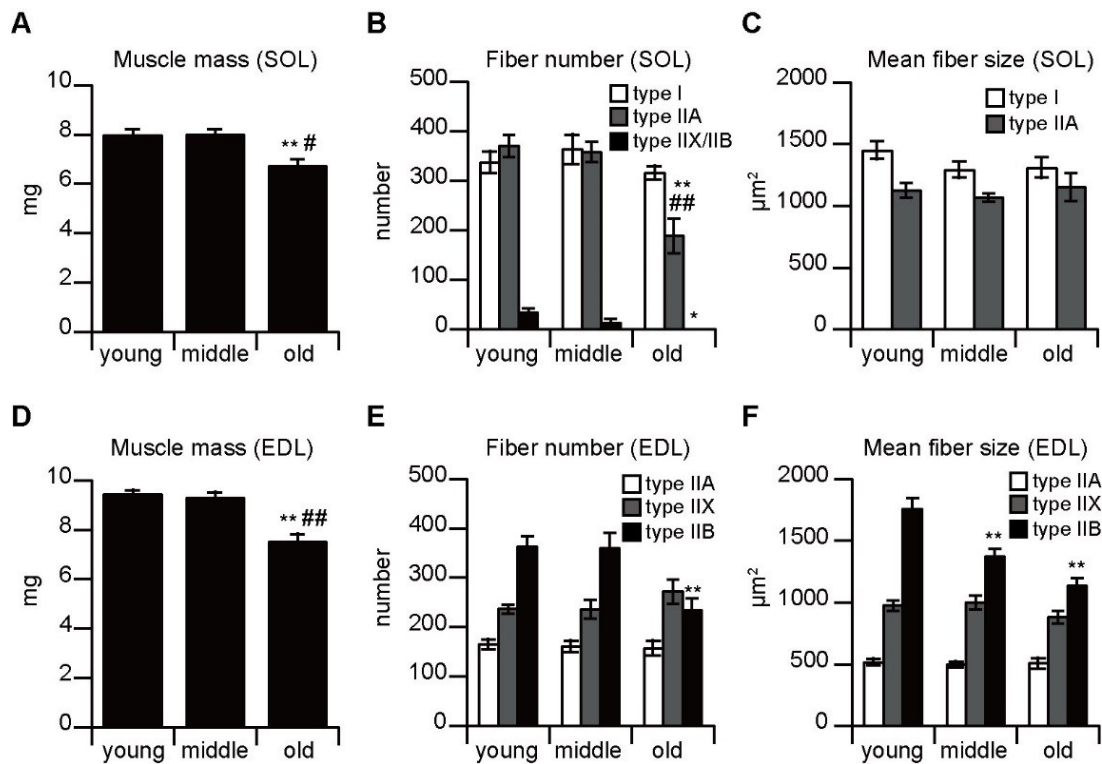 A
Muscle mass (SOL)
10
8
6
4
2
0
mg
** #
young middle old
B
Fiber number (SOL)
500
400
300
200
100
0
number
type I
type IIA
type IIX/IIB
**
##
*
young middle old
C
Mean fiber size (SOL)
2000
1500
1000
500
0
µm²
type I
type IIA
young middle old
D
Muscle mass (EDL)
10
8
6
4
2
0
mg
** ##
young middle old
E
Fiber number (EDL)
500
400
300
200
100
0
number
type IIA
type IIX
type IIB
**
young middle old
F
Mean fiber size (EDL)
2000
1500
1000
500
0
µm²
type IIA
type IIX
type IIB
**
**
young middle old